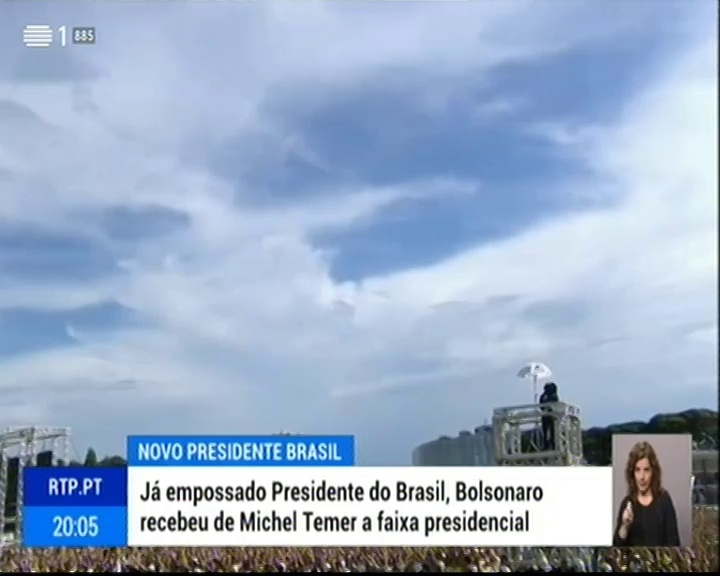 1 885
NOVO PRESIDENTE BRASIL
RTP.PT
Já empossado Presidente do Brasil, Bolsonaro
20:05
recebeu de Michel Temer a faixa presidencial